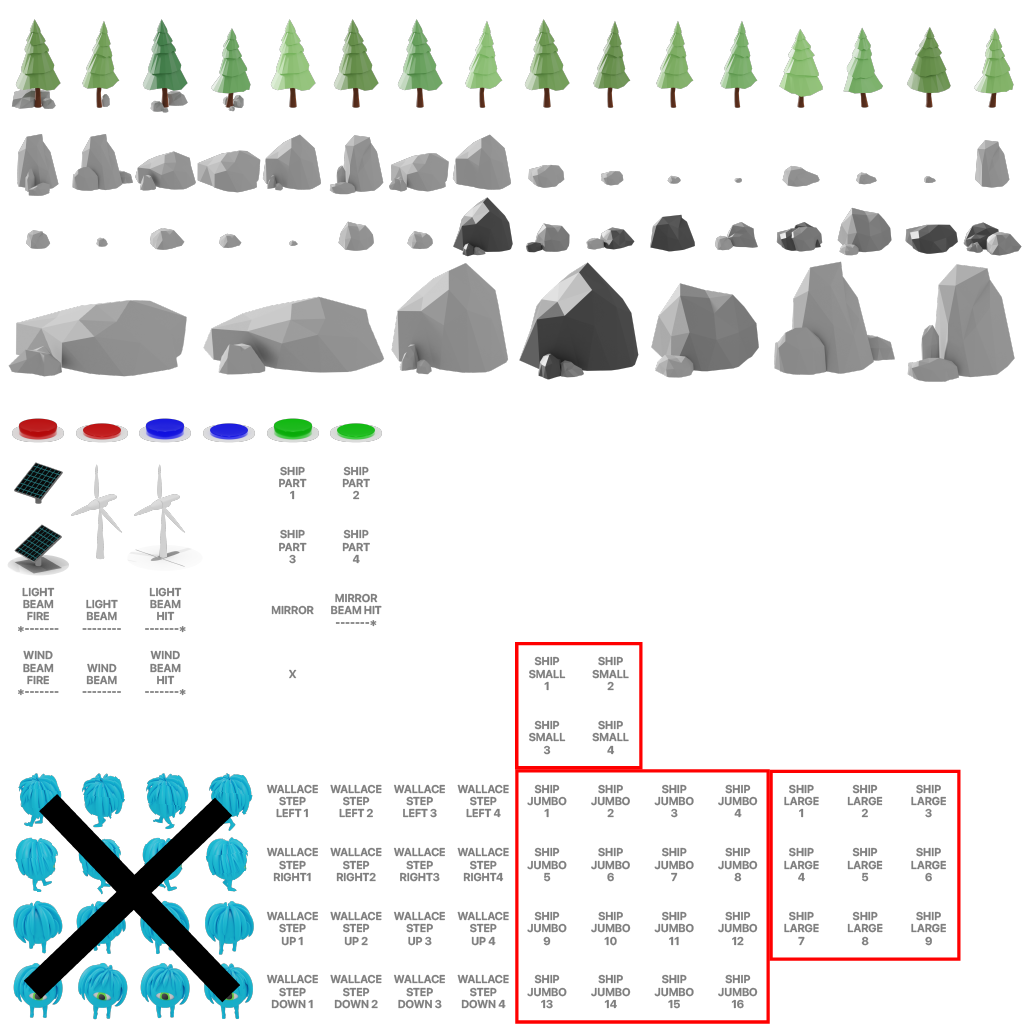 SHIP
PART
1
SHIP
PART
2
SHIP
PART
3
SHIP
PART
4
LIGHT
BEAM
FIRE
*-------
LIGHT
BEAM
--------
LIGHT
BEAM
HIT
-------*
MIRROR
MIRROR
BEAM HIT
-------*
WIND
BEAM
FIRE
*-------
WIND
BEAM
--------
WIND
BEAM
HIT
-------*
X
SHIP
SMALL
1
SHIP
SMALL
2
SHIP
SMALL
3
SHIP
SMALL
4
WALLACE
STEP
LEFT 1
WALLACE
STEP
LEFT 2
WALLACE
STEP
LEFT 3
WALLACE
STEP
LEFT 4
SHIP
JUMBO
1
SHIP
JUMBO
2
SHIP
JUMBO
3
SHIP
JUMBO
4
SHIP
LARGE
1
SHIP
LARGE
2
SHIP
LARGE
3
WALLACE
STEP
RIGHT1
WALLACE
STEP
RIGHT2
WALLACE
STEP
RIGHT3
WALLACE
STEP
RIGHT4
SHIP
JUMBO
5
SHIP
JUMBO
6
SHIP
JUMBO
7
SHIP
JUMBO
8
SHIP
LARGE
4
SHIP
LARGE
5
SHIP
LARGE
6
WALLACE
STEP
UP 1
WALLACE
STEP
UP 2
WALLACE
STEP
UP 3
WALLACE
STEP
UP 4
SHIP
JUMBO
9
SHIP
JUMBO
10
SHIP
JUMBO
11
SHIP
JUMBO
12
SHIP
LARGE
7
SHIP
LARGE
8
SHIP
LARGE
9
WALLACE
STEP
DOWN 1
WALLACE
STEP
DOWN 2
WALLACE
STEP
DOWN 3
WALLACE
STEP
DOWN 4
SHIP
JUMBO
13
SHIP
JUMBO
14
SHIP
JUMBO
15
SHIP
JUMBO
16